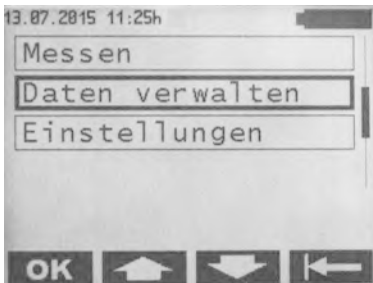 13.07.2015 11:25h
Messen
Daten verwalten
Einstellungen
OK